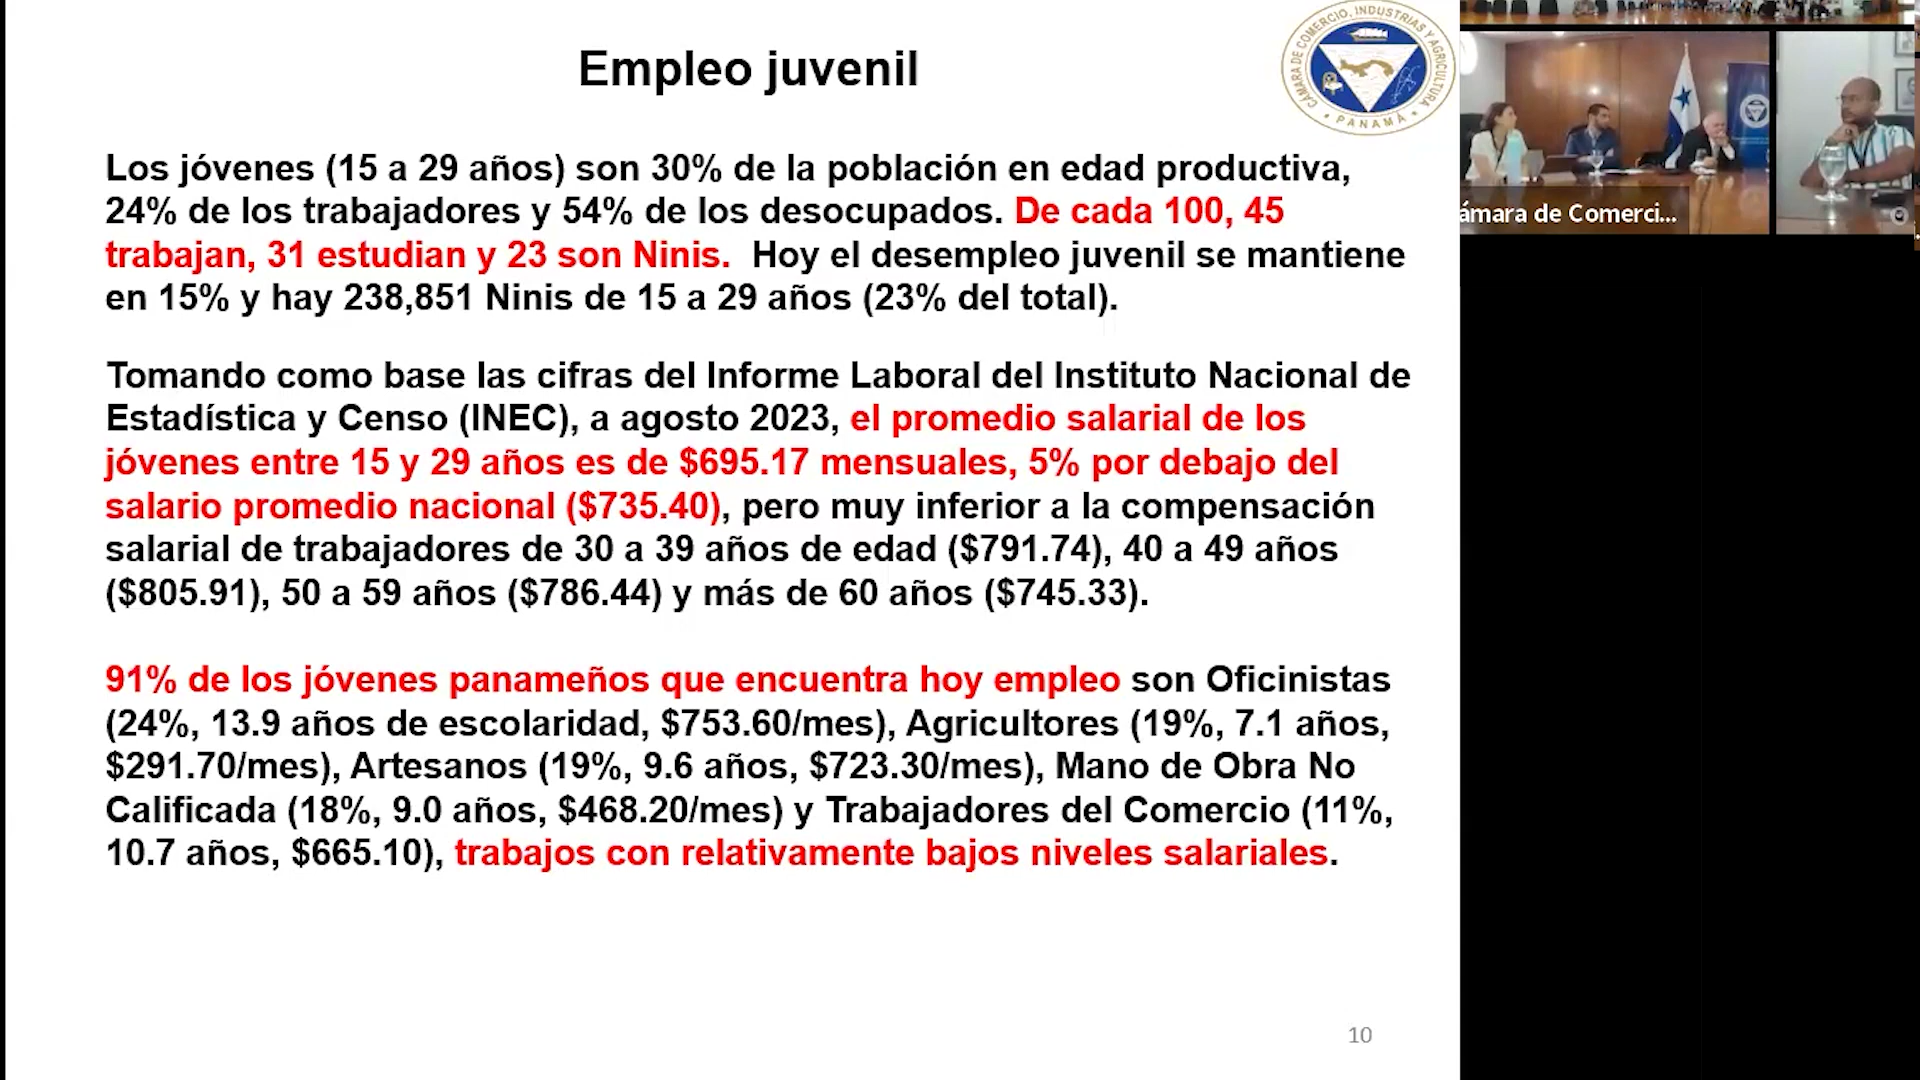 Empleo juvenil
CÁMARA DE COMERCIO, INDUSTRIAS Y AGRICULTURA
• PANAMÁ •
Los jóvenes (15 a 29 años) son 30% de la población en edad productiva,
24% de los trabajadores y 54% de los desocupados. De cada 100, 45
trabajan, 31 estudian y 23 son Ninis. Hoy el desempleo juvenil se mantiene
en 15% y hay 238,851 Ninis de 15 a 29 años (23% del total).
Tomando como base las cifras del Informe Laboral del Instituto Nacional de
Estadística y Censo (INEC), a agosto 2023, el promedio salarial de los
jóvenes entre 15 y 29 años es de $695.17 mensuales, 5% por debajo del
salario promedio nacional ($735.40), pero muy inferior a la compensación
salarial de trabajadores de 30 a 39 años de edad ($791.74), 40 a 49 años
($805.91), 50 a 59 años ($786.44) y más de 60 años ($745.33).
91% de los jóvenes panameños que encuentra hoy empleo son Oficinistas
(24%, 13.9 años de escolaridad, $753.60/mes), Agricultores (19%, 7.1 años,
$291.70/mes), Artesanos (19%, 9.6 años, $723.30/mes), Mano de Obra No
Calificada (18%, 9.0 años, $468.20/mes) y Trabajadores del Comercio (11%,
10.7 años, $665.10), trabajos con relativamente bajos niveles salariales.
10
ámara de Comerci...